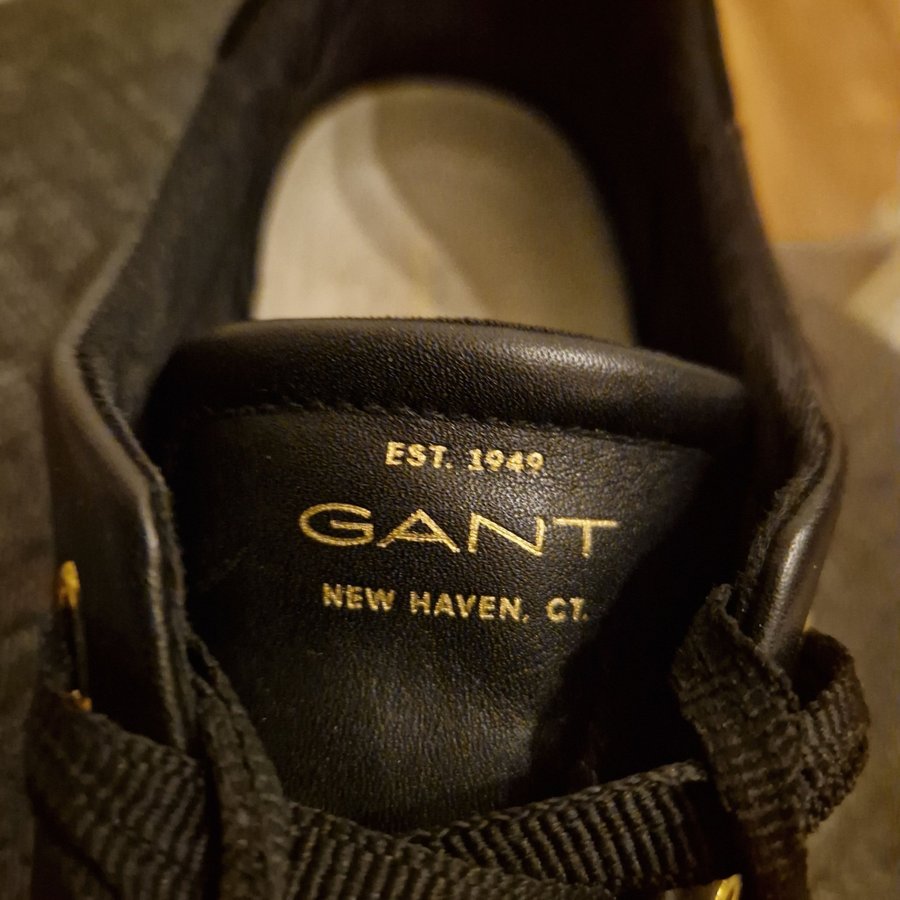 EST. 1949
GANT
NEW HAVEN, CT.